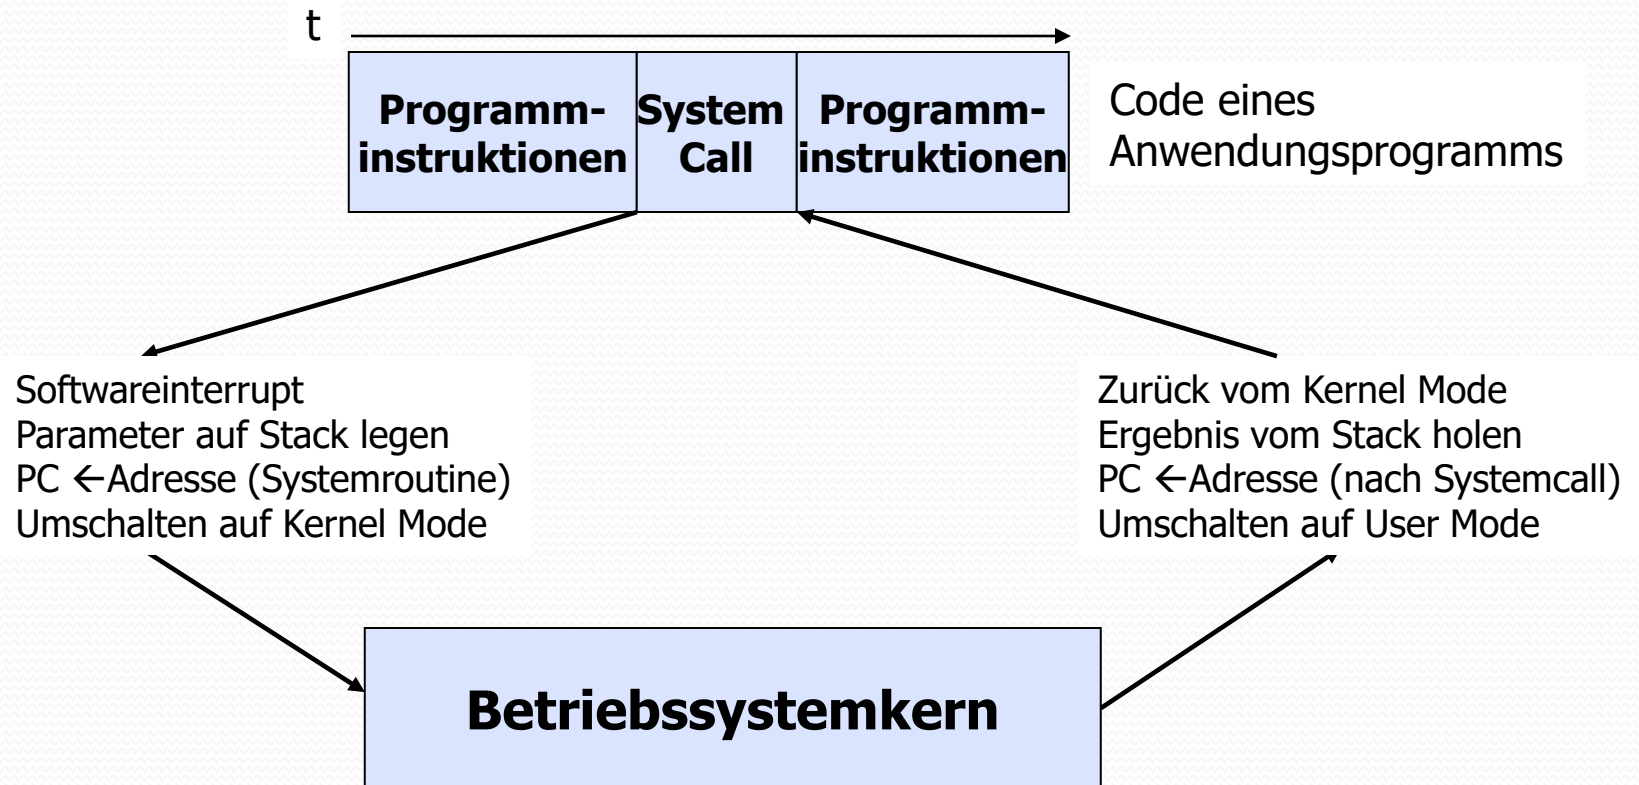 t
Programm-
instruktionen
System
Call
Programm-
instruktionen
Code eines
Anwendungsprogramms
Softwareinterrupt
Parameter auf Stack legen
PC ←Adresse (Systemroutine)
Umschalten auf Kernel Mode
Zurück vom Kernel Mode
Ergebnis vom Stack holen
PC ←Adresse (nach Systemcall)
Umschalten auf User Mode
Betriebssystemkern